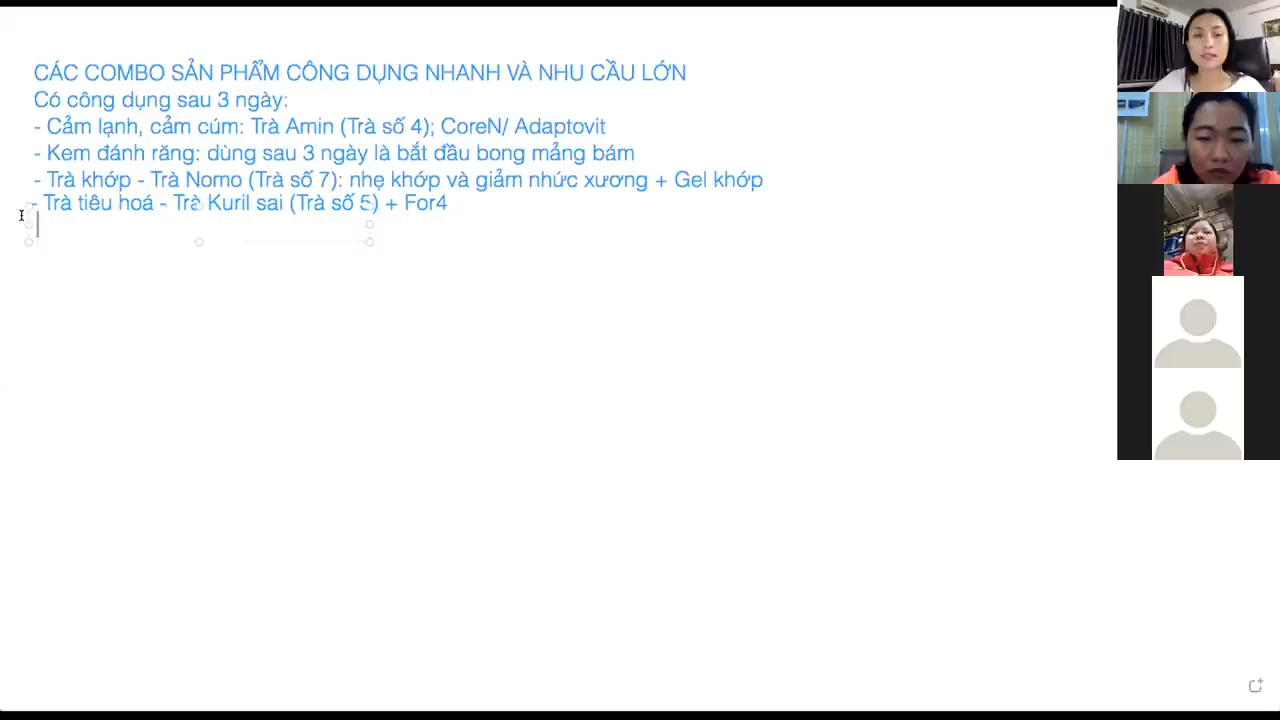 CÁC COMBO SẢN PHẨM CÔNG DỤNG NHANH VÀ NHU CẦU LỚN
Có công dụng sau 3 ngày:
- Cảm lạnh, cảm cúm: Trà Amin (Trà số 4); CoreN/ Adaptovit
- Kem đánh răng: dùng sau 3 ngày là bắt đầu bong mảng bám
- Trà khớp - Trà Nomo (Trà số 7): nhẹ khớp và giảm nhức xương + Gel khớp
- Trà tiêu hoá - Trà Kuril sai (Trà số 5) + For4